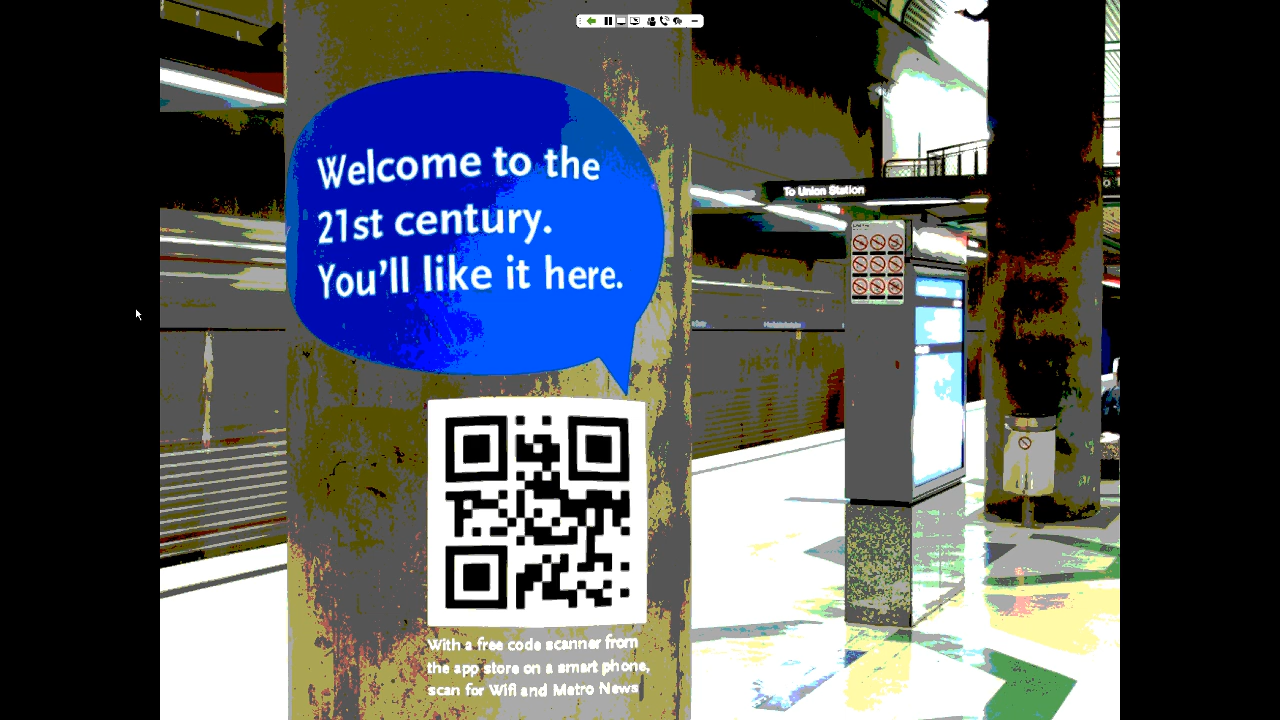 Welcome to the
21st century.
You'll like it here.
To Union Station
With a free code scanner from
the app store on a smart phone,
scan for Wifi and Metro News